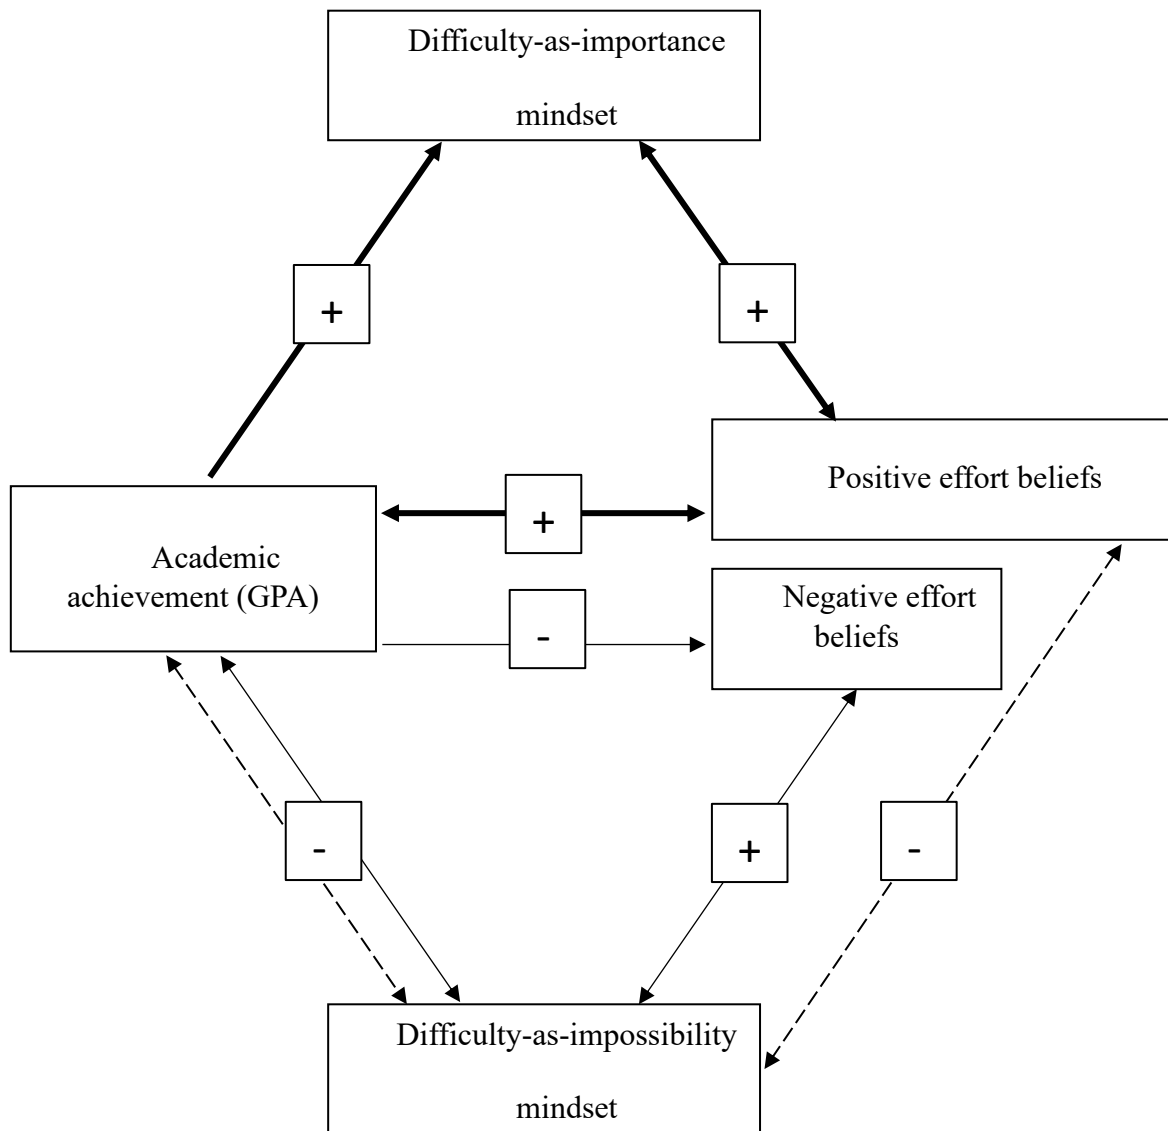 Difficulty-as-importance
mindset
+
+
Positive effort beliefs
+
Academic
achievement (GPA)
Negative effort
beliefs
-
-
+
-
Difficulty-as-impossibility
mindset